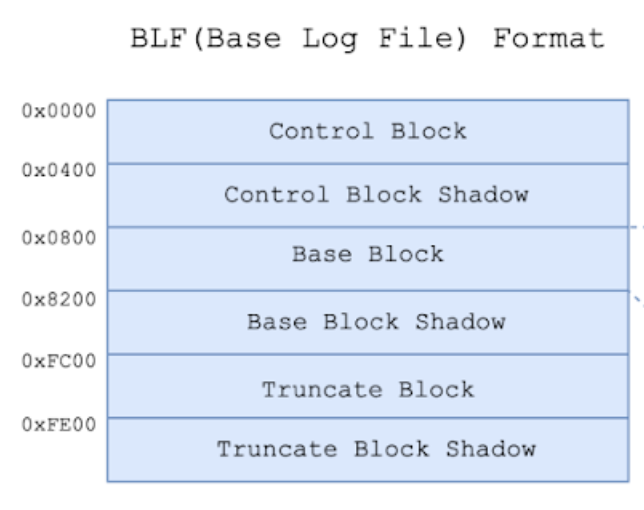 BLF(Base Log File) Format
0x0000
Control Block
0x0400
Control Block Shadow
0x0800
Base Block
0x8200
Base Block Shadow
0xFC00
Truncate Block
0xFE00
Truncate Block Shadow